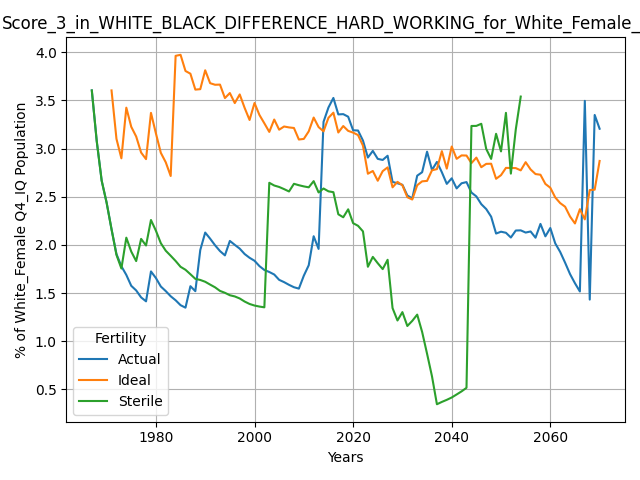 Score_3_in_WHITE_BLACK_DIFFERENCE_HARD_WORKING_for_White_Female_
% of White_Female Q4_IQ Population
4.0
3.5
3.0
2.5
2.0
1.5
1.0
0.5
Fertility
Actual
Ideal
Sterile
1980
2000
2020
2040
2060
Years